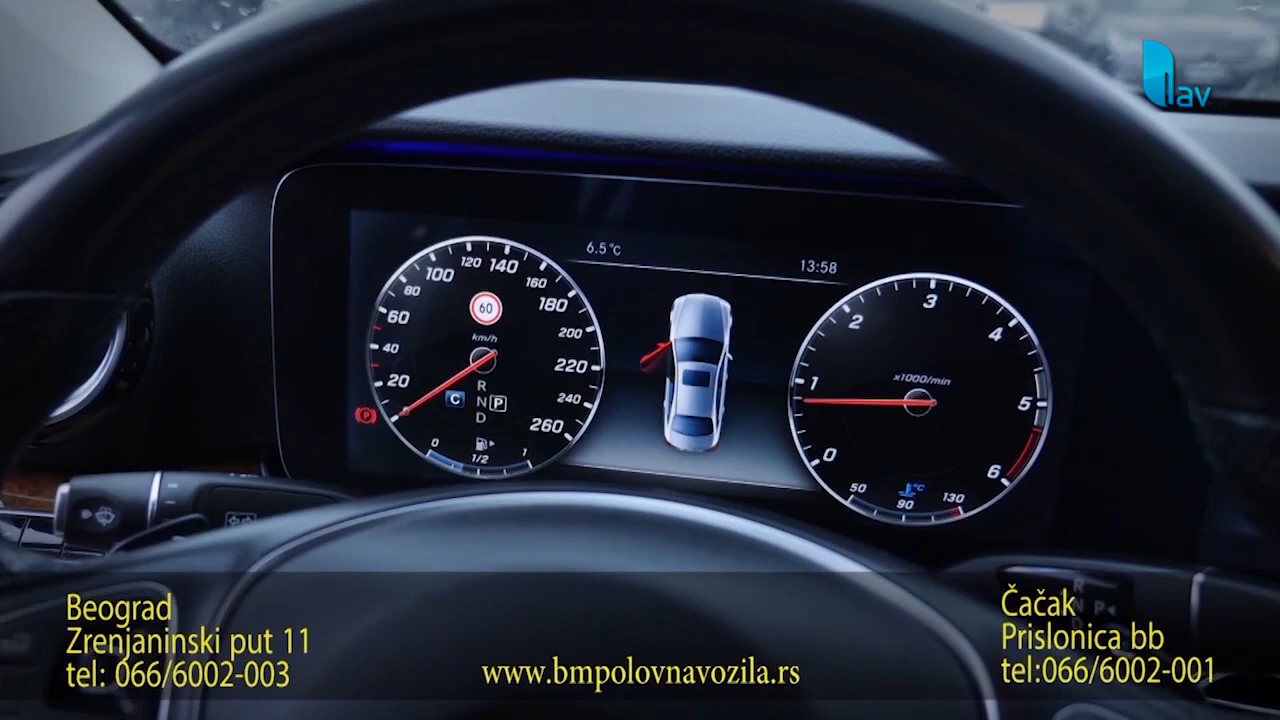 lav
6.5°C
13:58
20
40
60
80
100
120
140
160
180
200
220
240
260
60
km/h
R
N
D
C
P
(P)
0
1/2
1
0
1
2
3
4
5
6
x1000/min
°C
50
90
130
R
N
P
Beograd
Zrenjaninski put 11
tel: 066/6002-003
www.bmpolovnavozila.rs
Čačak
Prislonica bb
tel:066/6002-001